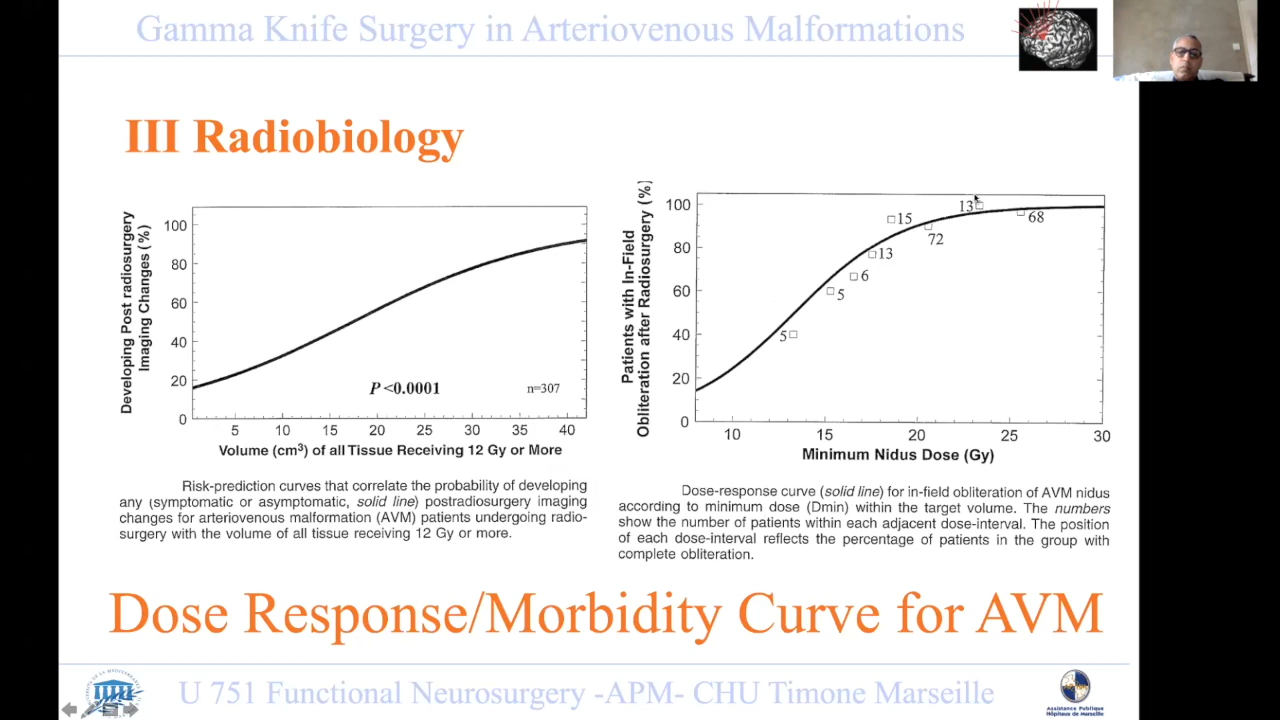 Gamma Knife Surgery in Arteriovenous Malformations
III Radiobiology
Developing Post radiosurgery
Imaging Changes (%)
100
80
60
40
20
0
P <0.0001
n=307
5 10 15 20 25 30 35 40
Volume (cm³) of all Tissue Receiving 12 Gy or More
Risk-prediction curves that correlate the probability of developing
any (symptomatic or asymptomatic, solid line) postradiosurgery imaging
changes for arteriovenous malformation (AVM) patients undergoing radio-
surgery with the volume of all tissue receiving 12 Gy or more.
Patients with In-Field
Obliteration after Radiosurgery (%)
100
80
60
40
20
0
13
15
68
72
13
6
5
5
10 15 20 25 30
Minimum Nidus Dose (Gy)
Dose-response curve (solid line) for in-field obliteration of AVM nidus
according to minimum dose (Dmin) within the target volume. The numbers
show the number of patients within each adjacent dose-interval. The position
of each dose-interval reflects the percentage of patients in the group with
complete obliteration.
Dose Response/Morbidity Curve for AVM
U 751 Functional Neurosurgery -APM- CHU Timone Marseille
Assistance Publique
Hôpitaux de Marseille